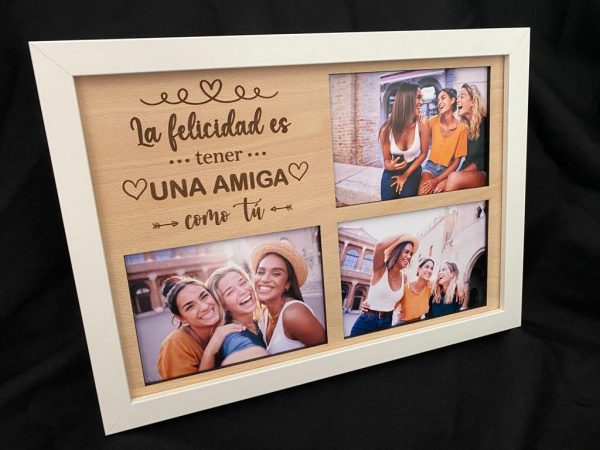 La felicidad es
... tener ...
UNA AMIGA
como tú